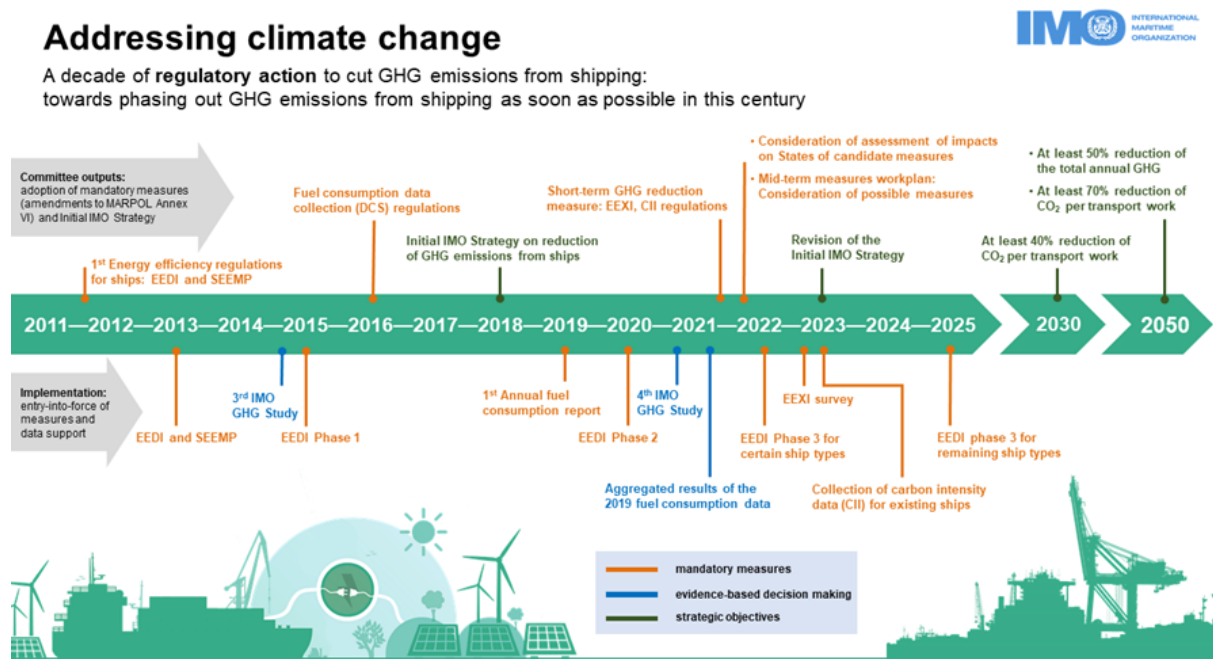 Addressing climate change
IMO
INTERNATIONAL
MARITIME
ORGANIZATION
A decade of regulatory action to cut GHG emissions from shipping:
towards phasing out GHG emissions from shipping as soon as possible in this century
Committee outputs:
adoption of mandatory measures
(amendments to MARPOL Annex
VI) and Initial IMO Strategy
1st Energy efficiency regulations
for ships: EEDI and SEEMP
Fuel consumption data
collection (DCS) regulations
Initial IMO Strategy on reduction
of GHG emissions from ships
Short-term GHG reduction
measure: EEXI, CII regulations
• Consideration of assessment of impacts
on States of candidate measures
• Mid-term measures workplan:
Consideration of possible measures
Revision of the
Initial IMO Strategy
At least 40% reduction of
CO2 per transport work
• At least 50% reduction of
the total annual GHG
• At least 70% reduction of
CO2 per transport work
2011—2012—2013—2014—2015—2016—2017—2018—2019—2020—2021—2022—2023—2024—2025
2030
2050
Implementation:
entry-into-force of
measures and
data support
EEDI and SEEMP
3rd IMO
GHG Study
EEDI Phase 1
1st Annual fuel
consumption report
EEDI Phase 2
4th IMO
GHG Study
Aggregated results of the
2019 fuel consumption data
EEDI Phase 3 for
certain ship types
EEXI survey
Collection of carbon intensity
data (CII) for existing ships
EEDI phase 3 for
remaining ship types
mandatory measures
evidence-based decision making
strategic objectives